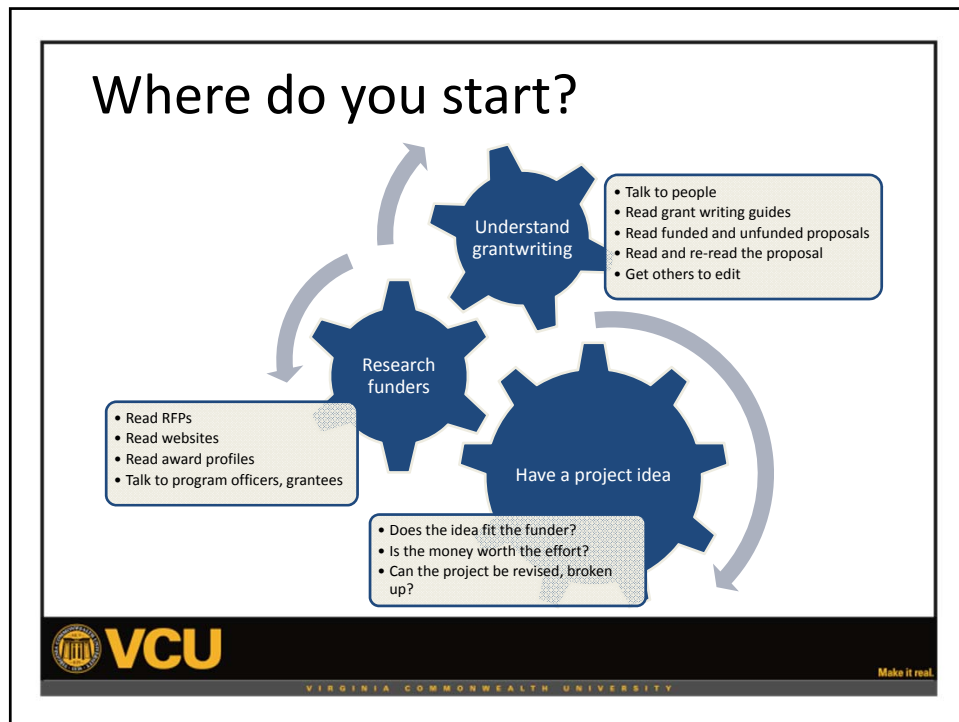 Where do you start?
Understand
grantwriting
• Talk to people
• Read grant writing guides
• Read funded and unfunded proposals
• Read and re-read the proposal
• Get others to edit
Research
funders
• Read RFPs
• Read websites
• Read award profiles
• Talk to program officers, grantees
Have a project idea
• Does the idea fit the funder?
• Is the money worth the effort?
• Can the project be revised, broken
up?
VCU
Make it real.
VIRGINIA COMMONWEALTH UNIVERSITY